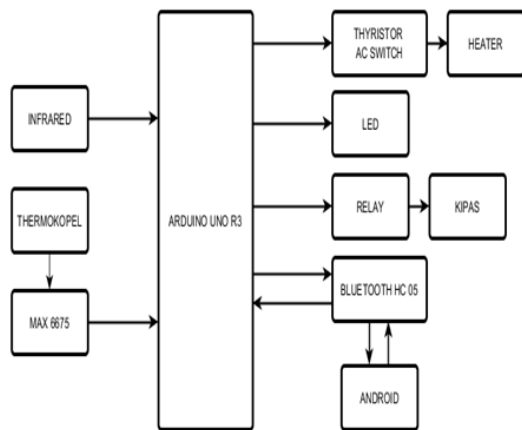 THYRISTOR
AC SWITCH
HEATER
INFRARED
LED
THERMOKOPEL
ARDUINO UNO R3
RELAY
KIPAS
MAX 6675
BLUETOOTH HC 05
ANDROID